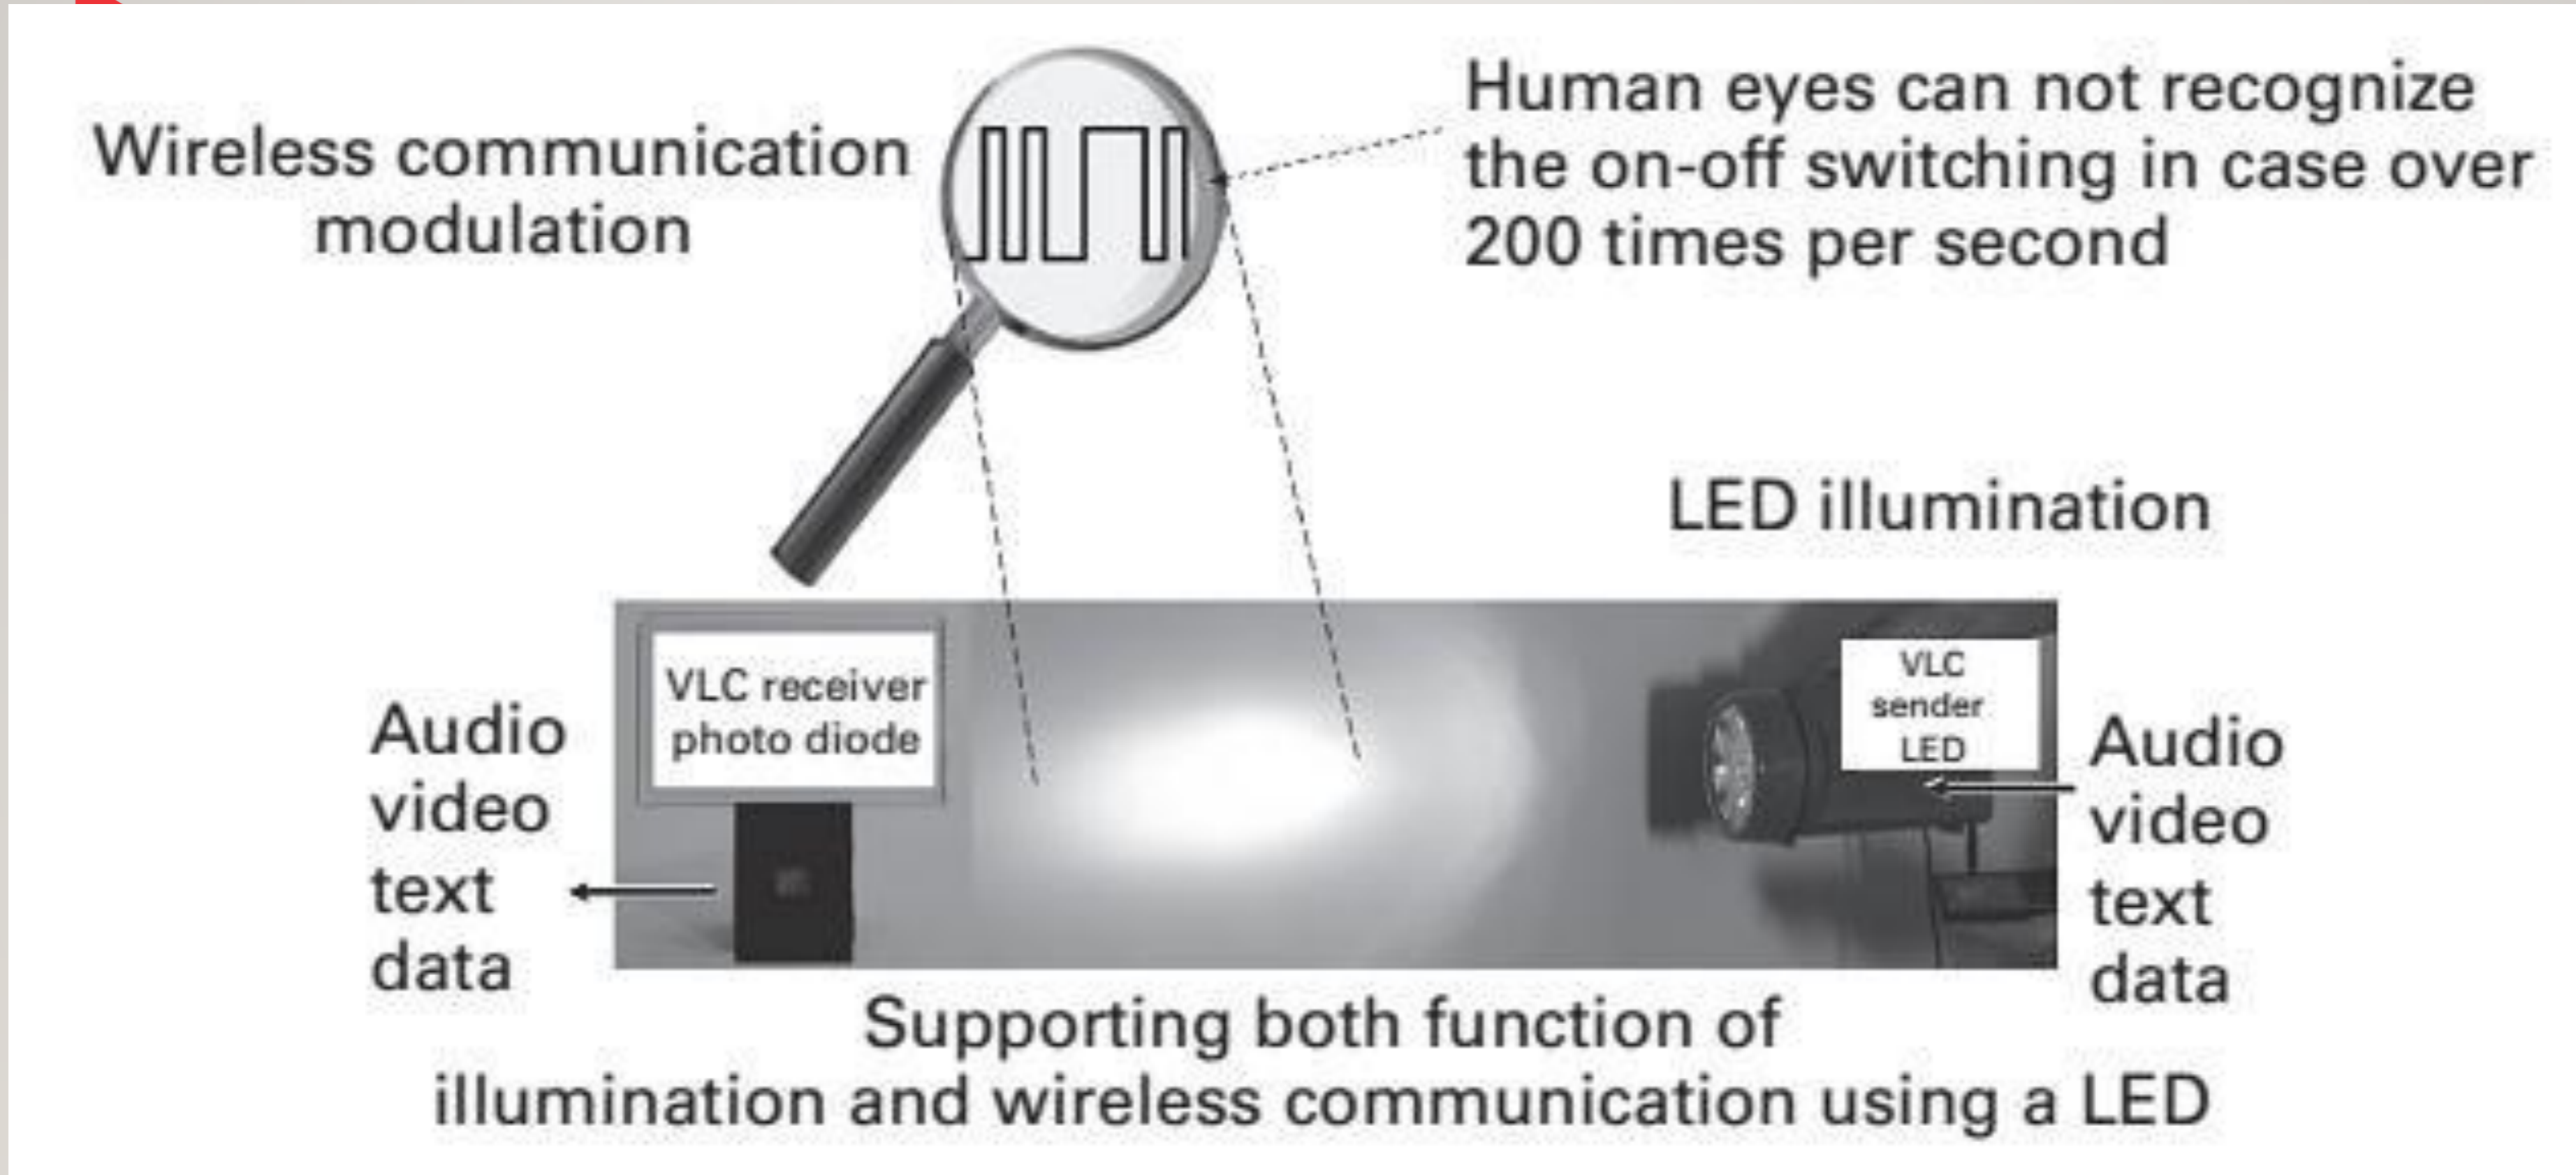 Wireless communication
modulation
Human eyes can not recognize
the on-off switching in case over
200 times per second
LED illumination
VLC receiver
photo diode
VLC
sender
LED
Audio
video
text
data
Audio
video
text
data
Supporting both function of
illumination and wireless communication using a LED